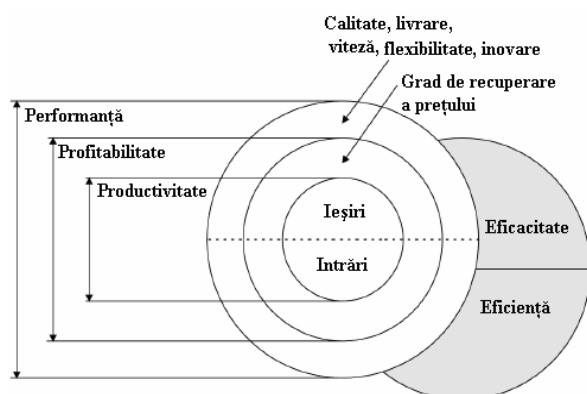 Calitate, livrare,
viteză, flexibilitate, inovare
Grad de recuperare
a prețului
Performanță
Profitabilitate
Productivitate
Ieșiri
Intrări
Eficacitate
Eficiență